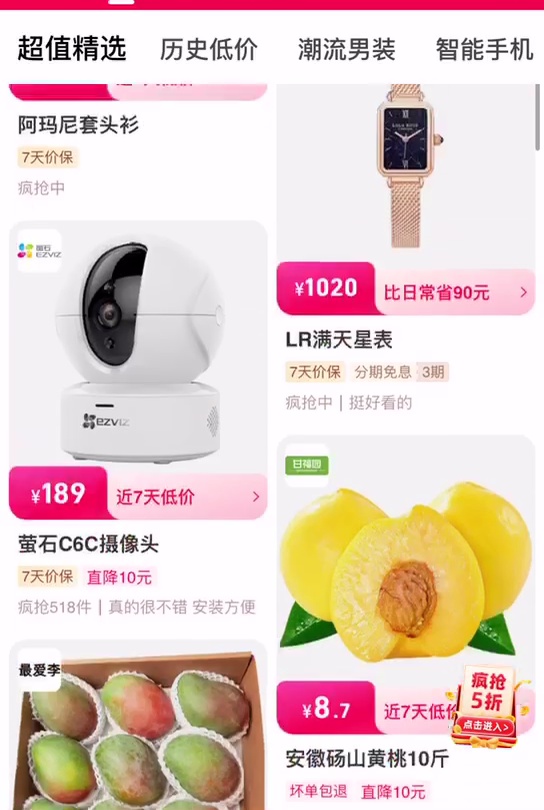 超值精选
历史低价
潮流男装
智能手机
阿玛尼套头衫
7天价保
疯抢中
萤石
EZVIZ
ezviz
¥189
近7天低价
萤石C6C摄像头
7天价保 直降10元
疯抢518件|真的很不错 安装方便
最爱李
¥1020
比日常省90元
LR满天星表
7天价保 分期免息 3期
疯抢中|挺好看的
甘福园
¥8.7
近7天低价
疯抢
5折
点击进入>
安徽砀山黄桃10斤
坏单包退 直降10元